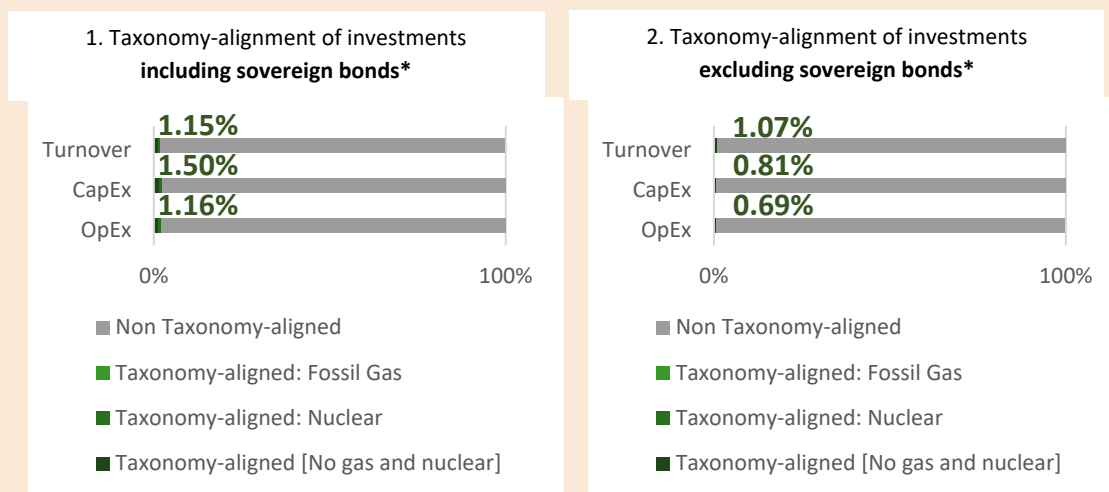 1. Taxonomy-alignment of investments
including sovereign bonds*
1.15%
Turnover
1.50%
CapEx
1.16%
OpEx
0%
100%
Non Taxonomy-aligned
Taxonomy-aligned: Fossil Gas
Taxonomy-aligned: Nuclear
Taxonomy-aligned [No gas and nuclear]
2. Taxonomy-alignment of investments
excluding sovereign bonds*
1.07%
Turnover
0.81%
CapEx
0.69%
OpEx
0%
100%
Non Taxonomy-aligned
Taxonomy-aligned: Fossil Gas
Taxonomy-aligned: Nuclear
Taxonomy-aligned [No gas and nuclear]